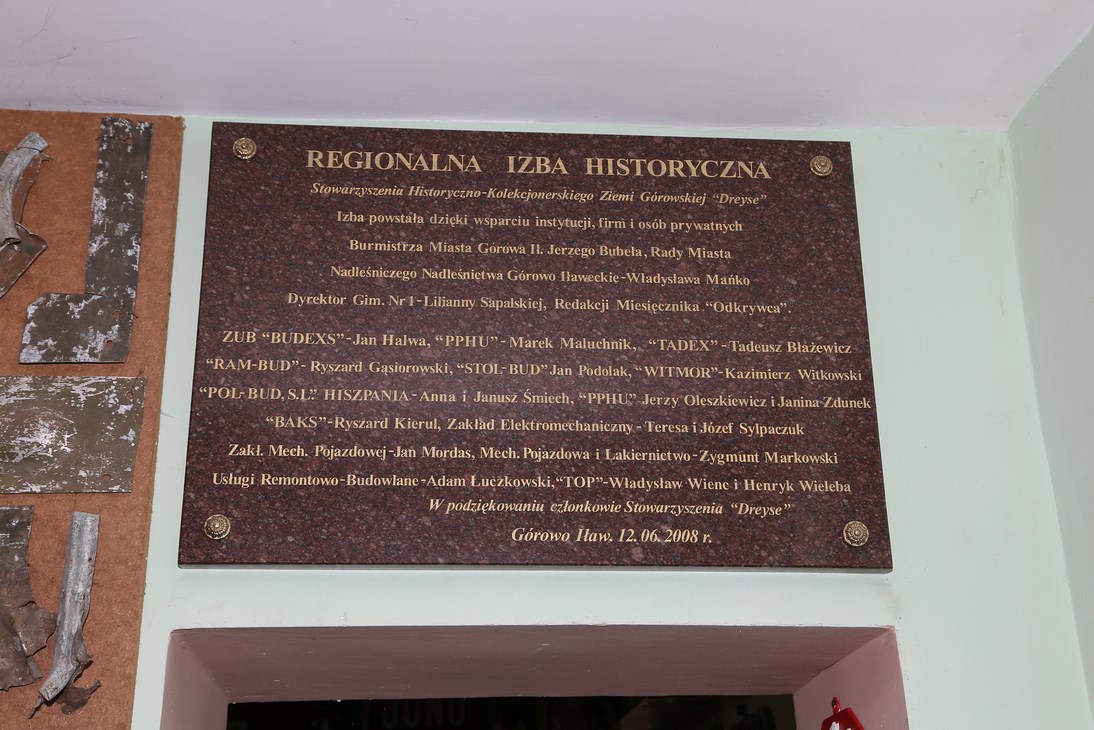 REGIONALNA IZBA HISTORYCZNA
Stowarzyszenia Historyczno-Kolekcjonerskiego Ziemi Górowskiej "Dreyse"
Izba powstała dzięki wsparciu instytucji, firm i osób prywatnych
Burmistrza Miasta Górowa Ił. Jerzego Bubeła, Rady Miasta
Nadleśniczego Nadleśnictwa Górowo Iławeckie-Władysława Mańko
Dyrektor Gim. Nr 1-Lilianny Sapalskiej, Redakcji Miesięcznika "Odkrywca".
ZUB "BUDEXS"-Jan Halwa, "PPHU"- Marek Maluchnik, "TADEX" -Tadeusz Błażewicz
"RAM-BUD"- Ryszard Gąsiorowski, "STOL-BUD" Jan Podolak, "WITMOR"-Kazimierz Witkowski
"POL-BUD, S.L". HISZPANIA-Anna i Janusz Śmiech, "PPHU" Jerzy Oleszkiewicz i Janina Zdunek
"BAKS"-Ryszard Kierul, Zakład Elektromechaniczny-Teresa i Józef Sylpaczuk
Zakł. Mech. Pojazdowej-Jan Mordas, Mech. Pojazdowa i Lakiernictwo-Zygmunt Markowski
Usługi Remontowo-Budowlane-Adam Łuczkowski, "TOP"-Władysław Wienc i Henryk Wieleba
W podziękowaniu członkowie Stowarzyszenia "Dreyse"
Górowo Iław. 12. 06. 2008 r.